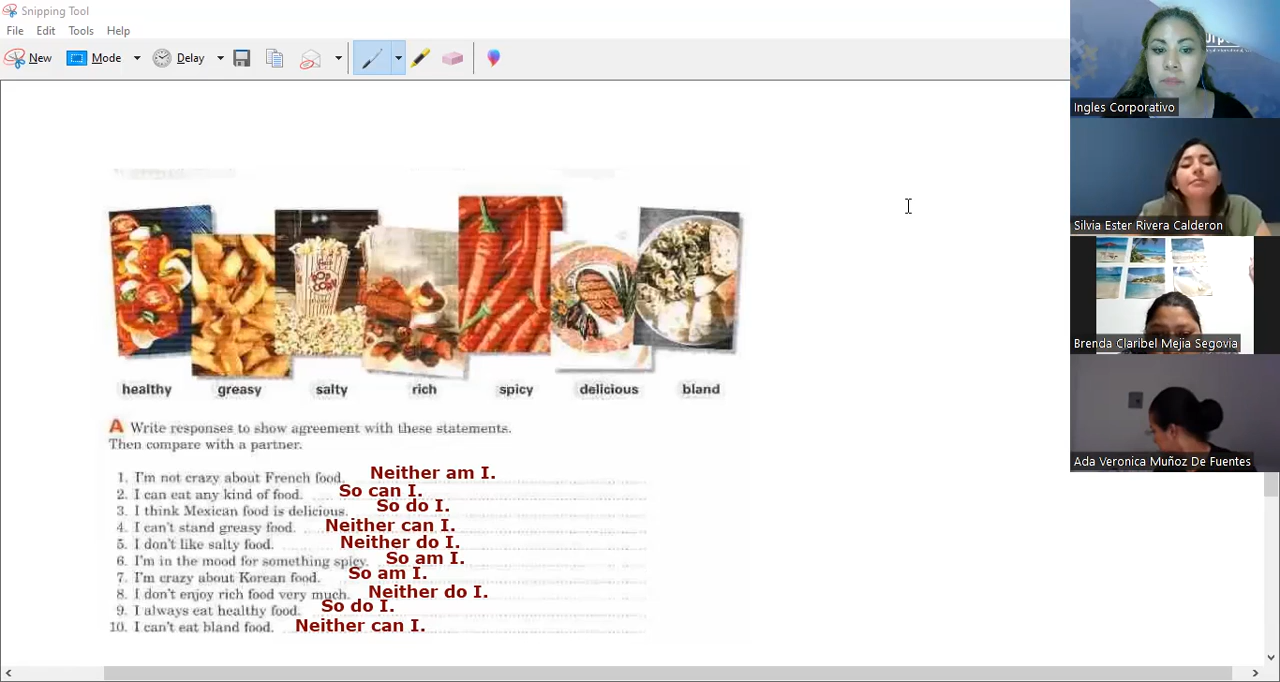 Snipping Tool
File Edit Tools Help
New Mode Delay
Ingles Corporativo
Silvia Ester Rivera Calderon
Brenda Claribel Mejia Segovia
Ada Veronica Muñoz De Fuentes
POP CORN
healthy greasy salty rich spicy delicious bland
A Write responses to show agreement with these statements.
Then compare with a partner.
1. I'm not crazy about French food. Neither am I.
2. I can eat any kind of food. So can I.
3. I think Mexican food is delicious. So do I.
4. I can't stand greasy food. Neither can I.
5. I don't like salty food. Neither do I.
6. I'm in the mood for something spicy. So am I.
7. I'm crazy about Korean food. So am I.
8. I don't enjoy rich food very much. Neither do I.
9. I always eat healthy food. So do I.
10. I can't eat bland food. Neither can I.